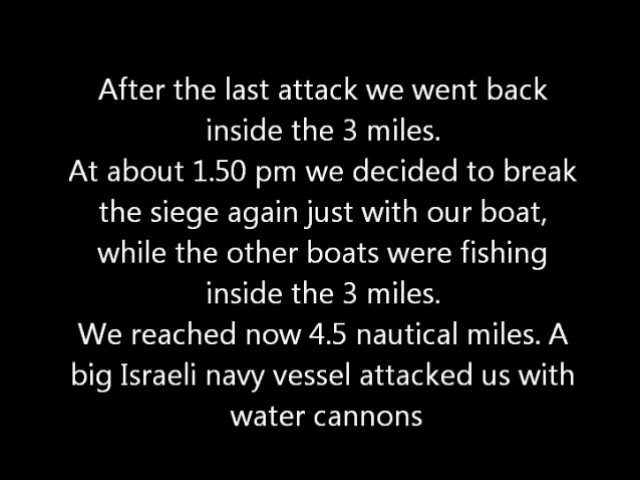 After the last attack we went back
inside the 3 miles.
At about 1.50 pm we decided to break
the siege again just with our boat,
while the other boats were fishing
inside the 3 miles.
We reached now 4.5 nautical miles. A
big Israeli navy vessel attacked us with
water cannons